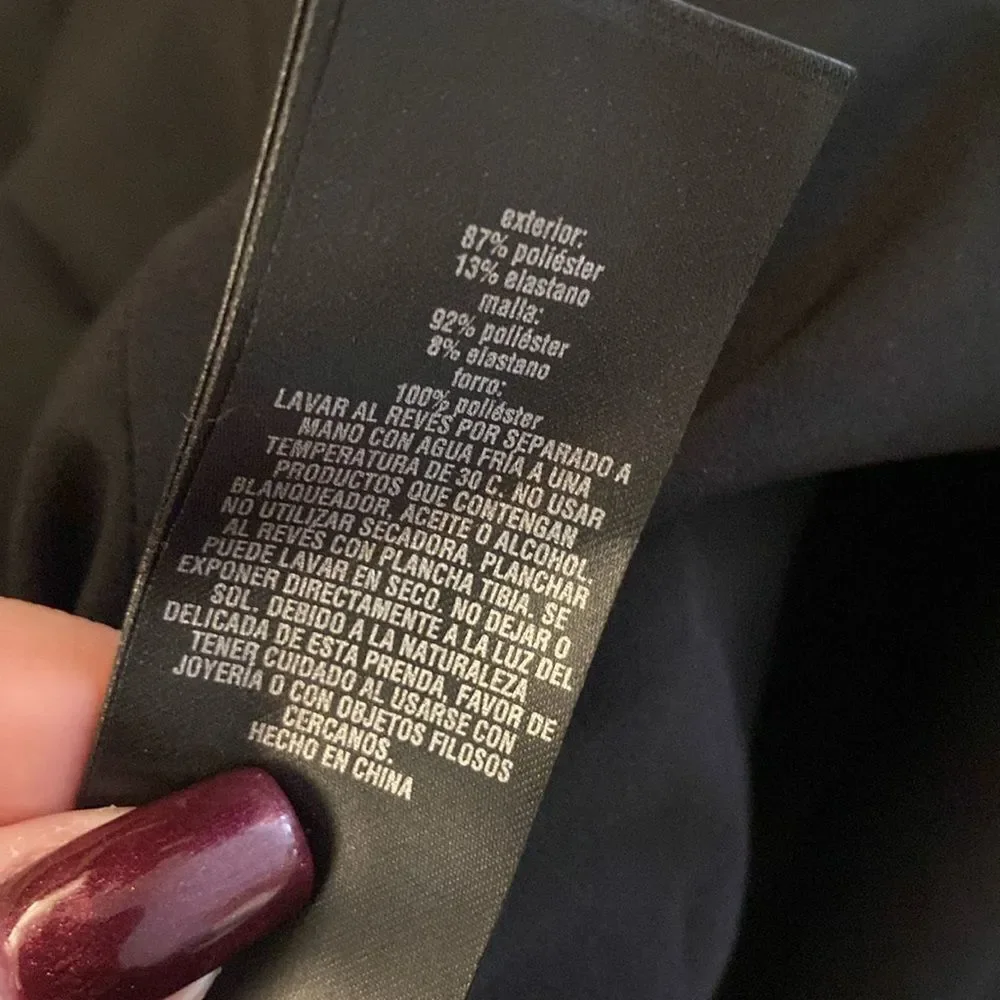 exterior:
87% poliéster
13% elastano
malla:
92% poliéster
8% elastano
forro:
100% poliéster
LAVAR AL REVÉS POR SEPARADO A
MANO CON AGUA FRÍA A UNA
TEMPERATURA DE 30 C. NO USAR
PRODUCTOS QUE CONTENGAN
BLANQUEADOR, ACEITE O ALCOHOL.
NO UTILIZAR SECADORA. PLANCHAR
AL REVÉS CON PLANCHA TIBIA. SE
PUEDE LAVAR EN SECO. NO DEJAR O
EXPONER DIRECTAMENTE A LA LUZ DEL
SOL. DEBIDO A LA NATURALEZA
DELICADA DE ESTA PRENDA, FAVOR DE
TENER CUIDADO AL USARSE CON
JOYERÍA O CON OBJETOS FILOSOS
CERCANOS.
HECHO EN CHINA